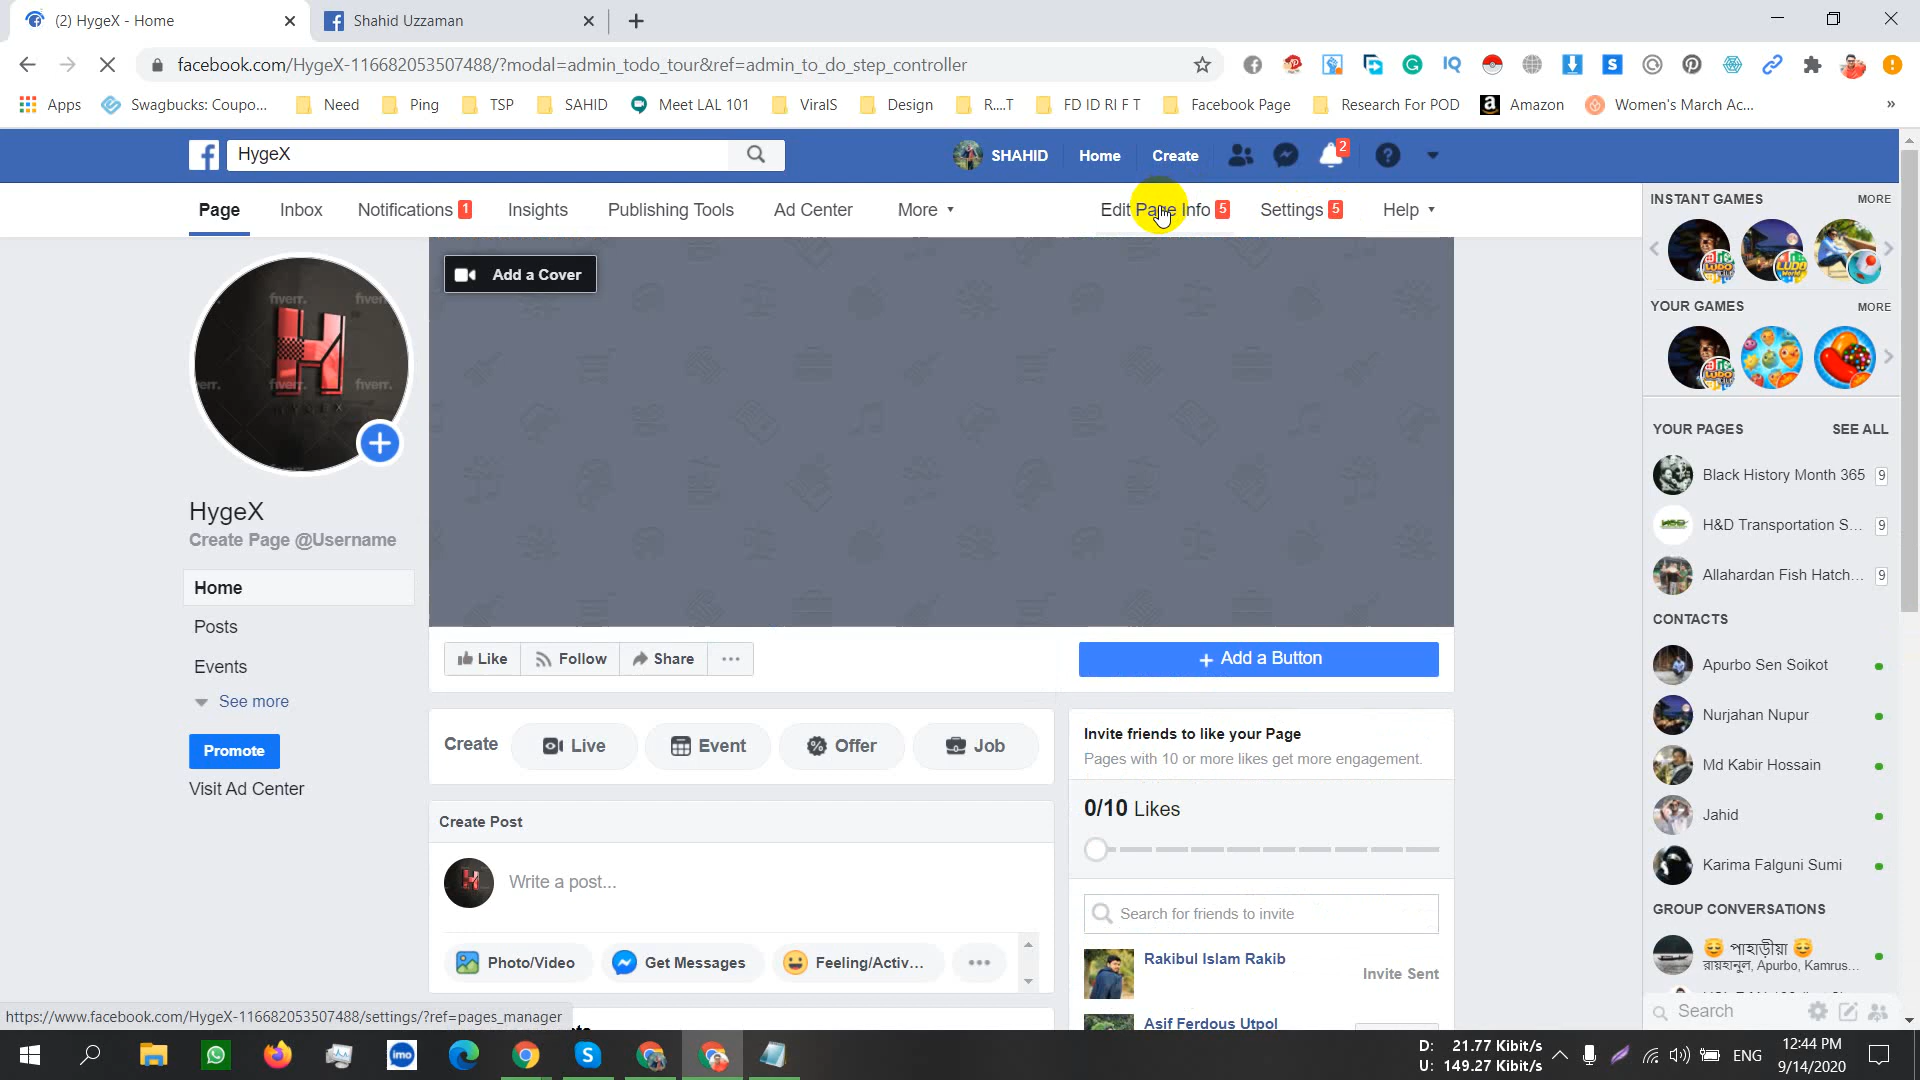 (2) HygeX - Home
Shahid Uzzaman
facebook.com/HygeX-116682053507488/?modal=admin_todo_tour&ref=admin_to_do_step_controller
Apps
Swagbucks: Coupo...
Need
Ping
TSP
SAHID
Meet LAL 101
ViralS
Design
R....T
FD ID RI F T
Facebook Page
Research For POD
Amazon
Women's March Ac...
»
HygeX
SHAHID
Home
Create
2
Page
Inbox
Notifications 1
Insights
Publishing Tools
Ad Center
More
Edit Page Info 5
Settings 5
Help
Add a Cover
fiverr.
HYGEX
HygeX
Create Page @Username
Home
Posts
Events
See more
Promote
Visit Ad Center
Like
Follow
Share
Add a Button
Create
Live
Event
Offer
Job
Create Post
Write a post...
Photo/Video
Get Messages
Feeling/Activ...
Invite friends to like your Page
Pages with 10 or more likes get more engagement.
0/10 Likes
Search for friends to invite
Rakibul Islam Rakib
Invite Sent
Asif Ferdous Utpol
INSTANT GAMES
MORE
YOUR GAMES
MORE
YOUR PAGES
SEE ALL
Black History Month 365 9
H&D Transportation S... 9
Allahardan Fish Hatch... 9
CONTACTS
Apurbo Sen Soikot
Nurjahan Nupur
Md Kabir Hossain
Jahid
Karima Falguni Sumi
GROUP CONVERSATIONS
😇 পাহাড়ীয়া 😇
রায়হানুল, Apurbo, Kamrus...
Search
https://www.facebook.com/HygeX-116682053507488/settings/?ref=pages_manager
imo
D: 21.77 Kibit/s
U: 149.27 Kibit/s
ENG
12:44 PM
9/14/2020